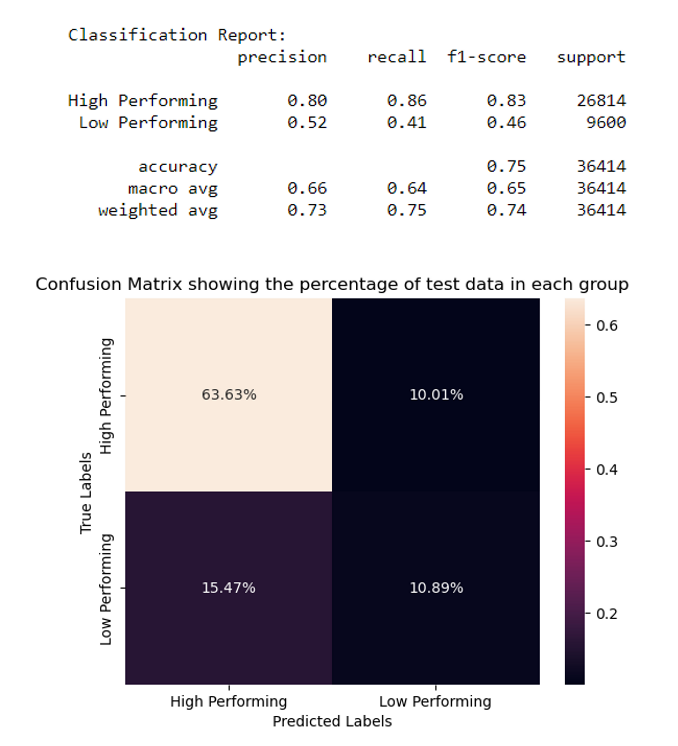 Classification Report:
precision recall f1-score support
High Performing 0.80 0.86 0.83 26814
Low Performing 0.52 0.41 0.46 9600
accuracy 0.75 36414
macro avg 0.66 0.64 0.65 36414
weighted avg 0.73 0.75 0.74 36414
Confusion Matrix showing the percentage of test data in each group
True Labels
High Performing
63.63% 10.01%
Low Performing
15.47% 10.89%
High Performing Low Performing
Predicted Labels
0.6
0.5
0.4
0.3
0.2